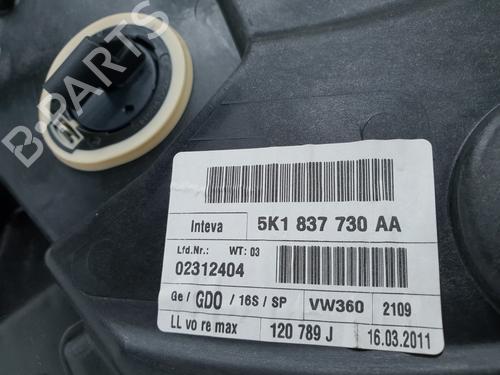 B-PARTS
Inteva 5K1 837 730 AA
Lfd.Nr.: WT: 03
02312404
Ge / GDO / 16S / SP VW360 2109
LL vo re max 120 789 J 16.03.2011